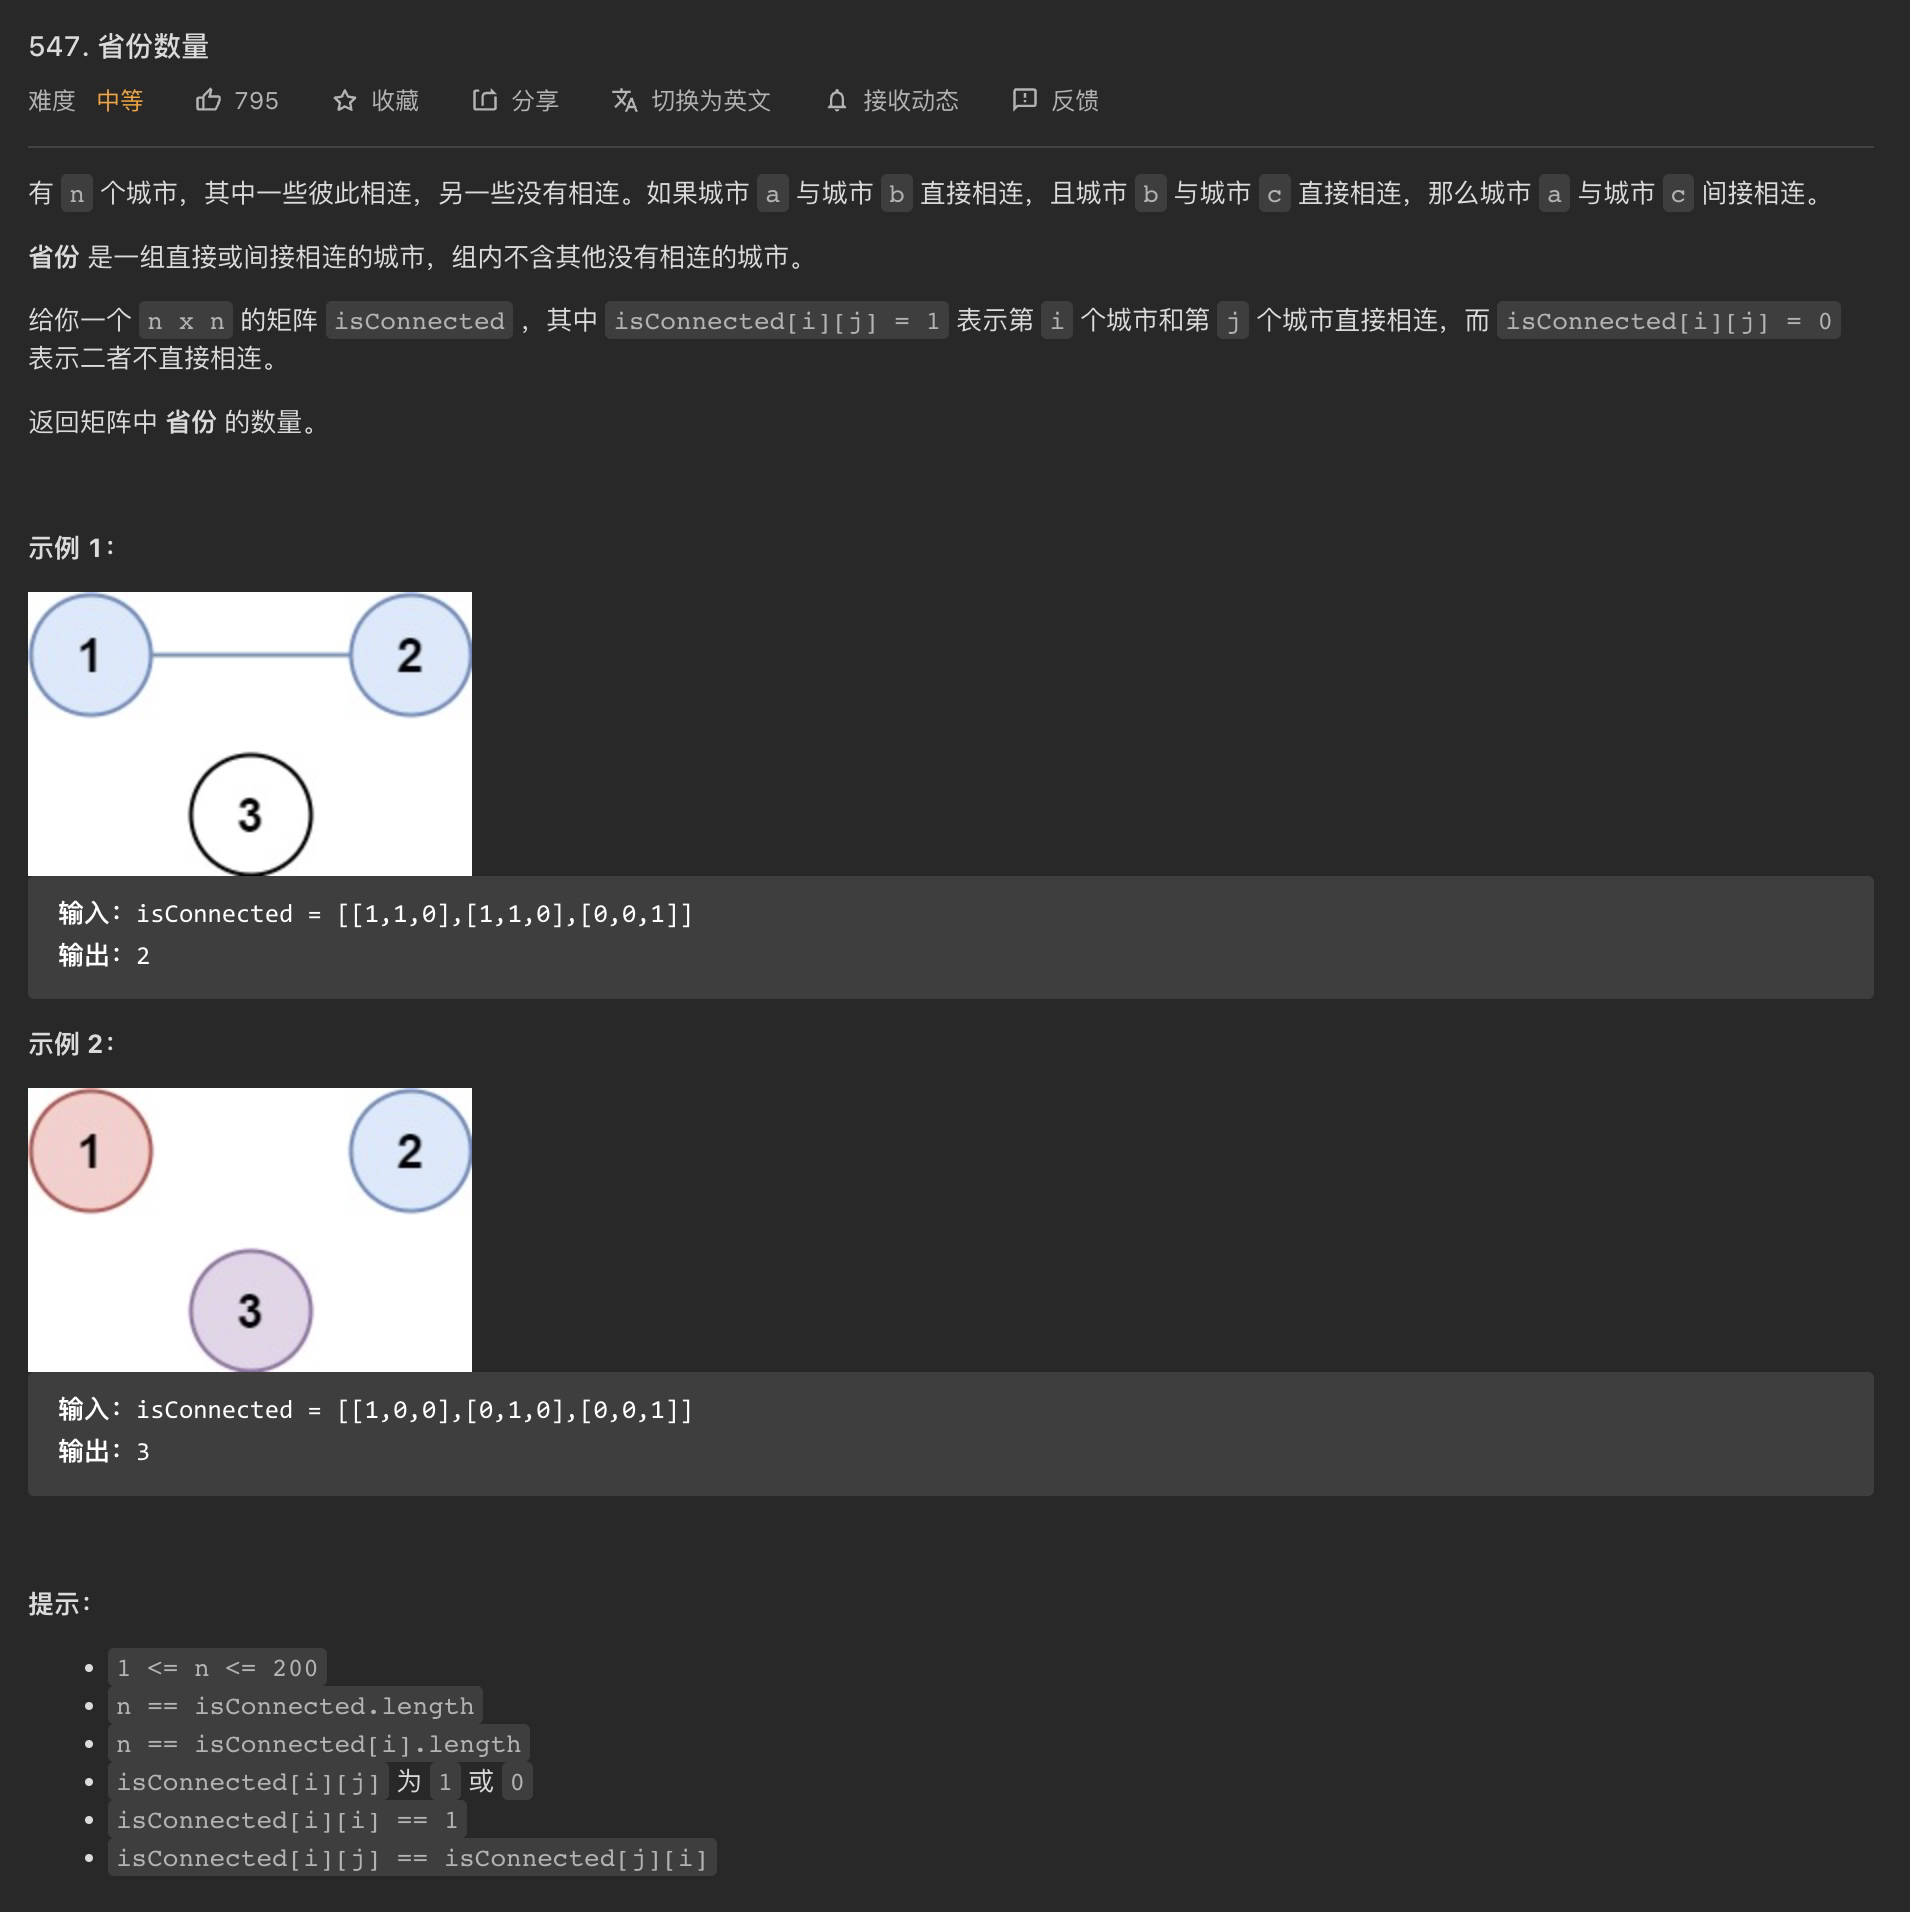 547. 省份数量
难度 中等 795 收藏 分享 切换为英文 接收动态 反馈
有 n 个城市，其中一些彼此相连，另一些没有相连。如果城市 a 与城市 b 直接相连，且城市 b 与城市 c 直接相连，那么城市 a 与城市 c 间接相连。
省份 是一组直接或间接相连的城市，组内不含其他没有相连的城市。
给你一个 n x n 的矩阵 isConnected ，其中 isConnected[i][j] = 1 表示第 i 个城市和第 j 个城市直接相连，而 isConnected[i][j] = 0
表示二者不直接相连。
返回矩阵中 省份 的数量。
示例 1：
1 2
3
输入：isConnected = [[1,1,0],[1,1,0],[0,0,1]]
输出：2
示例 2：
1 2
3
输入：isConnected = [[1,0,0],[0,1,0],[0,0,1]]
输出：3
提示：
• 1 <= n <= 200
• n == isConnected.length
• n == isConnected[i].length
• isConnected[i][j] 为 1 或 0
• isConnected[i][i] == 1
• isConnected[i][j] == isConnected[j][i]